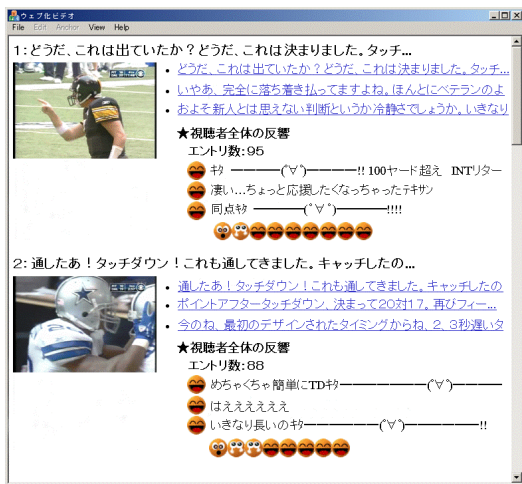 ウェブ化ビデオ
File Edit Anchor View Help
1:どうだ、これは出ていたか？どうだ、これは決まりました。タッチ...
どうだ、これは出ていたか？どうだ、これは決まりました。タッチ...
いやあ、完全に落ち着き払ってますよね。ほんとにベテランのよ
およそ新人とは思えない判断というか冷静さでしょうか。いきなり
★視聴者全体の反響
エントリ数:95
ｷﾀ ━━━━(ﾟ∀ﾟ)━━━━!! 100ヤード超え INTリター
凄い...ちょっと応援したくなっちゃったﾃｷｻﾝ
同点ｷﾀ ━━━━(ﾟ∀ﾟ)━━━━!!!!
2: 通したあ！タッチダウン！これも通してきました。キャッチしたの...
通したあ！タッチダウン！これも通してきました。キャッチしたの
ポイントアフタータッチダウン、決まって20対17。再びフィー...
今のね、最初のデザインされたタイミングからね、2、3秒遅いタ
★視聴者全体の反響
エントリ数:88
めちゃくちゃ簡単にTDｷﾀ━━━━━━━(ﾟ∀ﾟ)━━━━
はええええええ
いきなり長いのｷﾀ━━━━━━(ﾟ∀ﾟ)━━━━━━!!